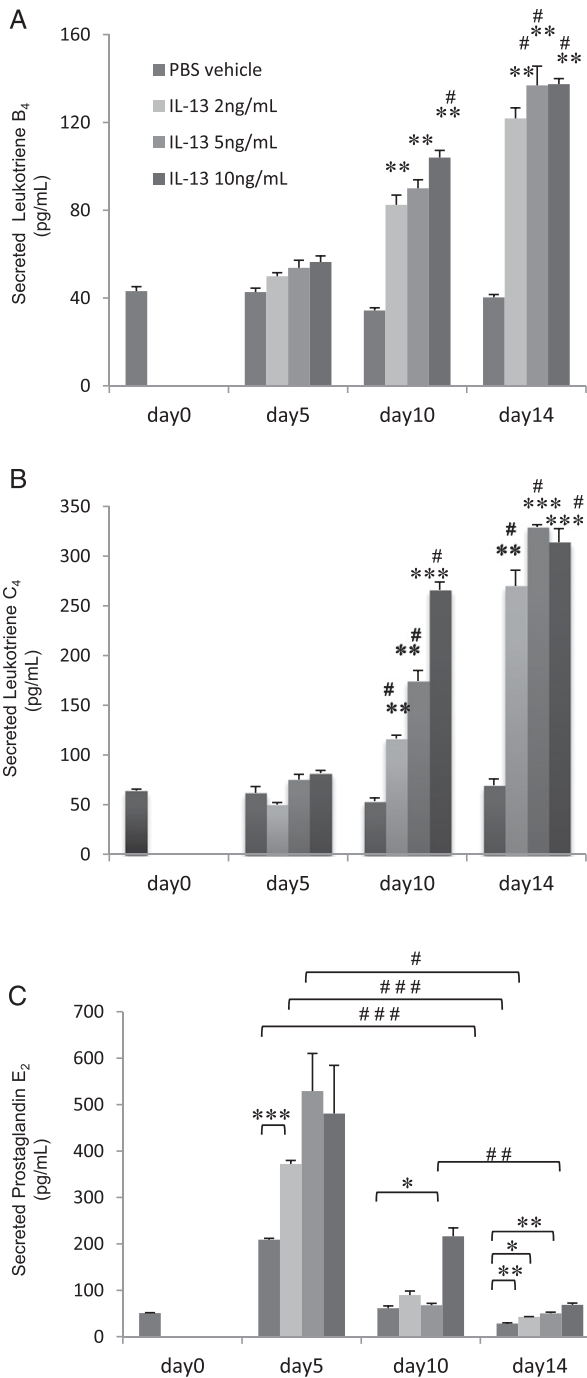 A
160
120
80
40
0
Secreted Leukotriene B4
(pg/mL)
PBS vehicle
IL-13 2ng/mL
IL-13 5ng/mL
IL-13 10ng/mL
**
**
#
**
#
**
#
**
#
**
day0 day5 day10 day14
B
350
300
250
200
150
100
50
0
Secreted Leukotriene C4
(pg/mL)
#
**
#
**
#
***
#
**
#
***
#
***
day0 day5 day10 day14
C
700
600
500
400
300
200
100
0
Secreted Prostaglandin E2
(pg/mL)
#
# # #
# # #
***
# #
*
**
*
**
day0 day5 day10 day14